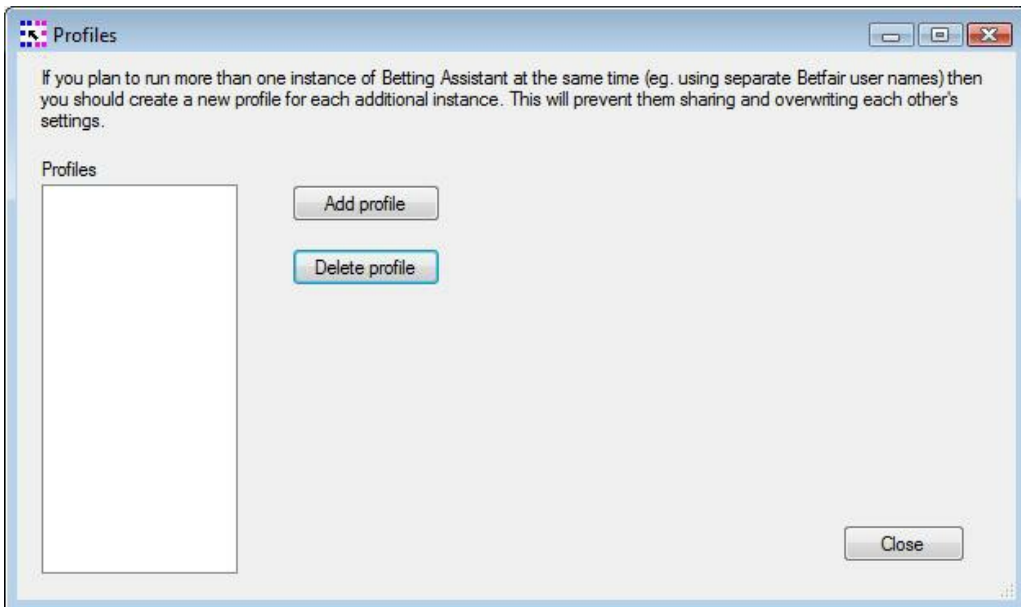 Profiles
If you plan to run more than one instance of Betting Assistant at the same time (eg. using separate Betfair user names) then
you should create a new profile for each additional instance. This will prevent them sharing and overwriting each other's
settings.
Profiles
Add profile
Delete profile
Close